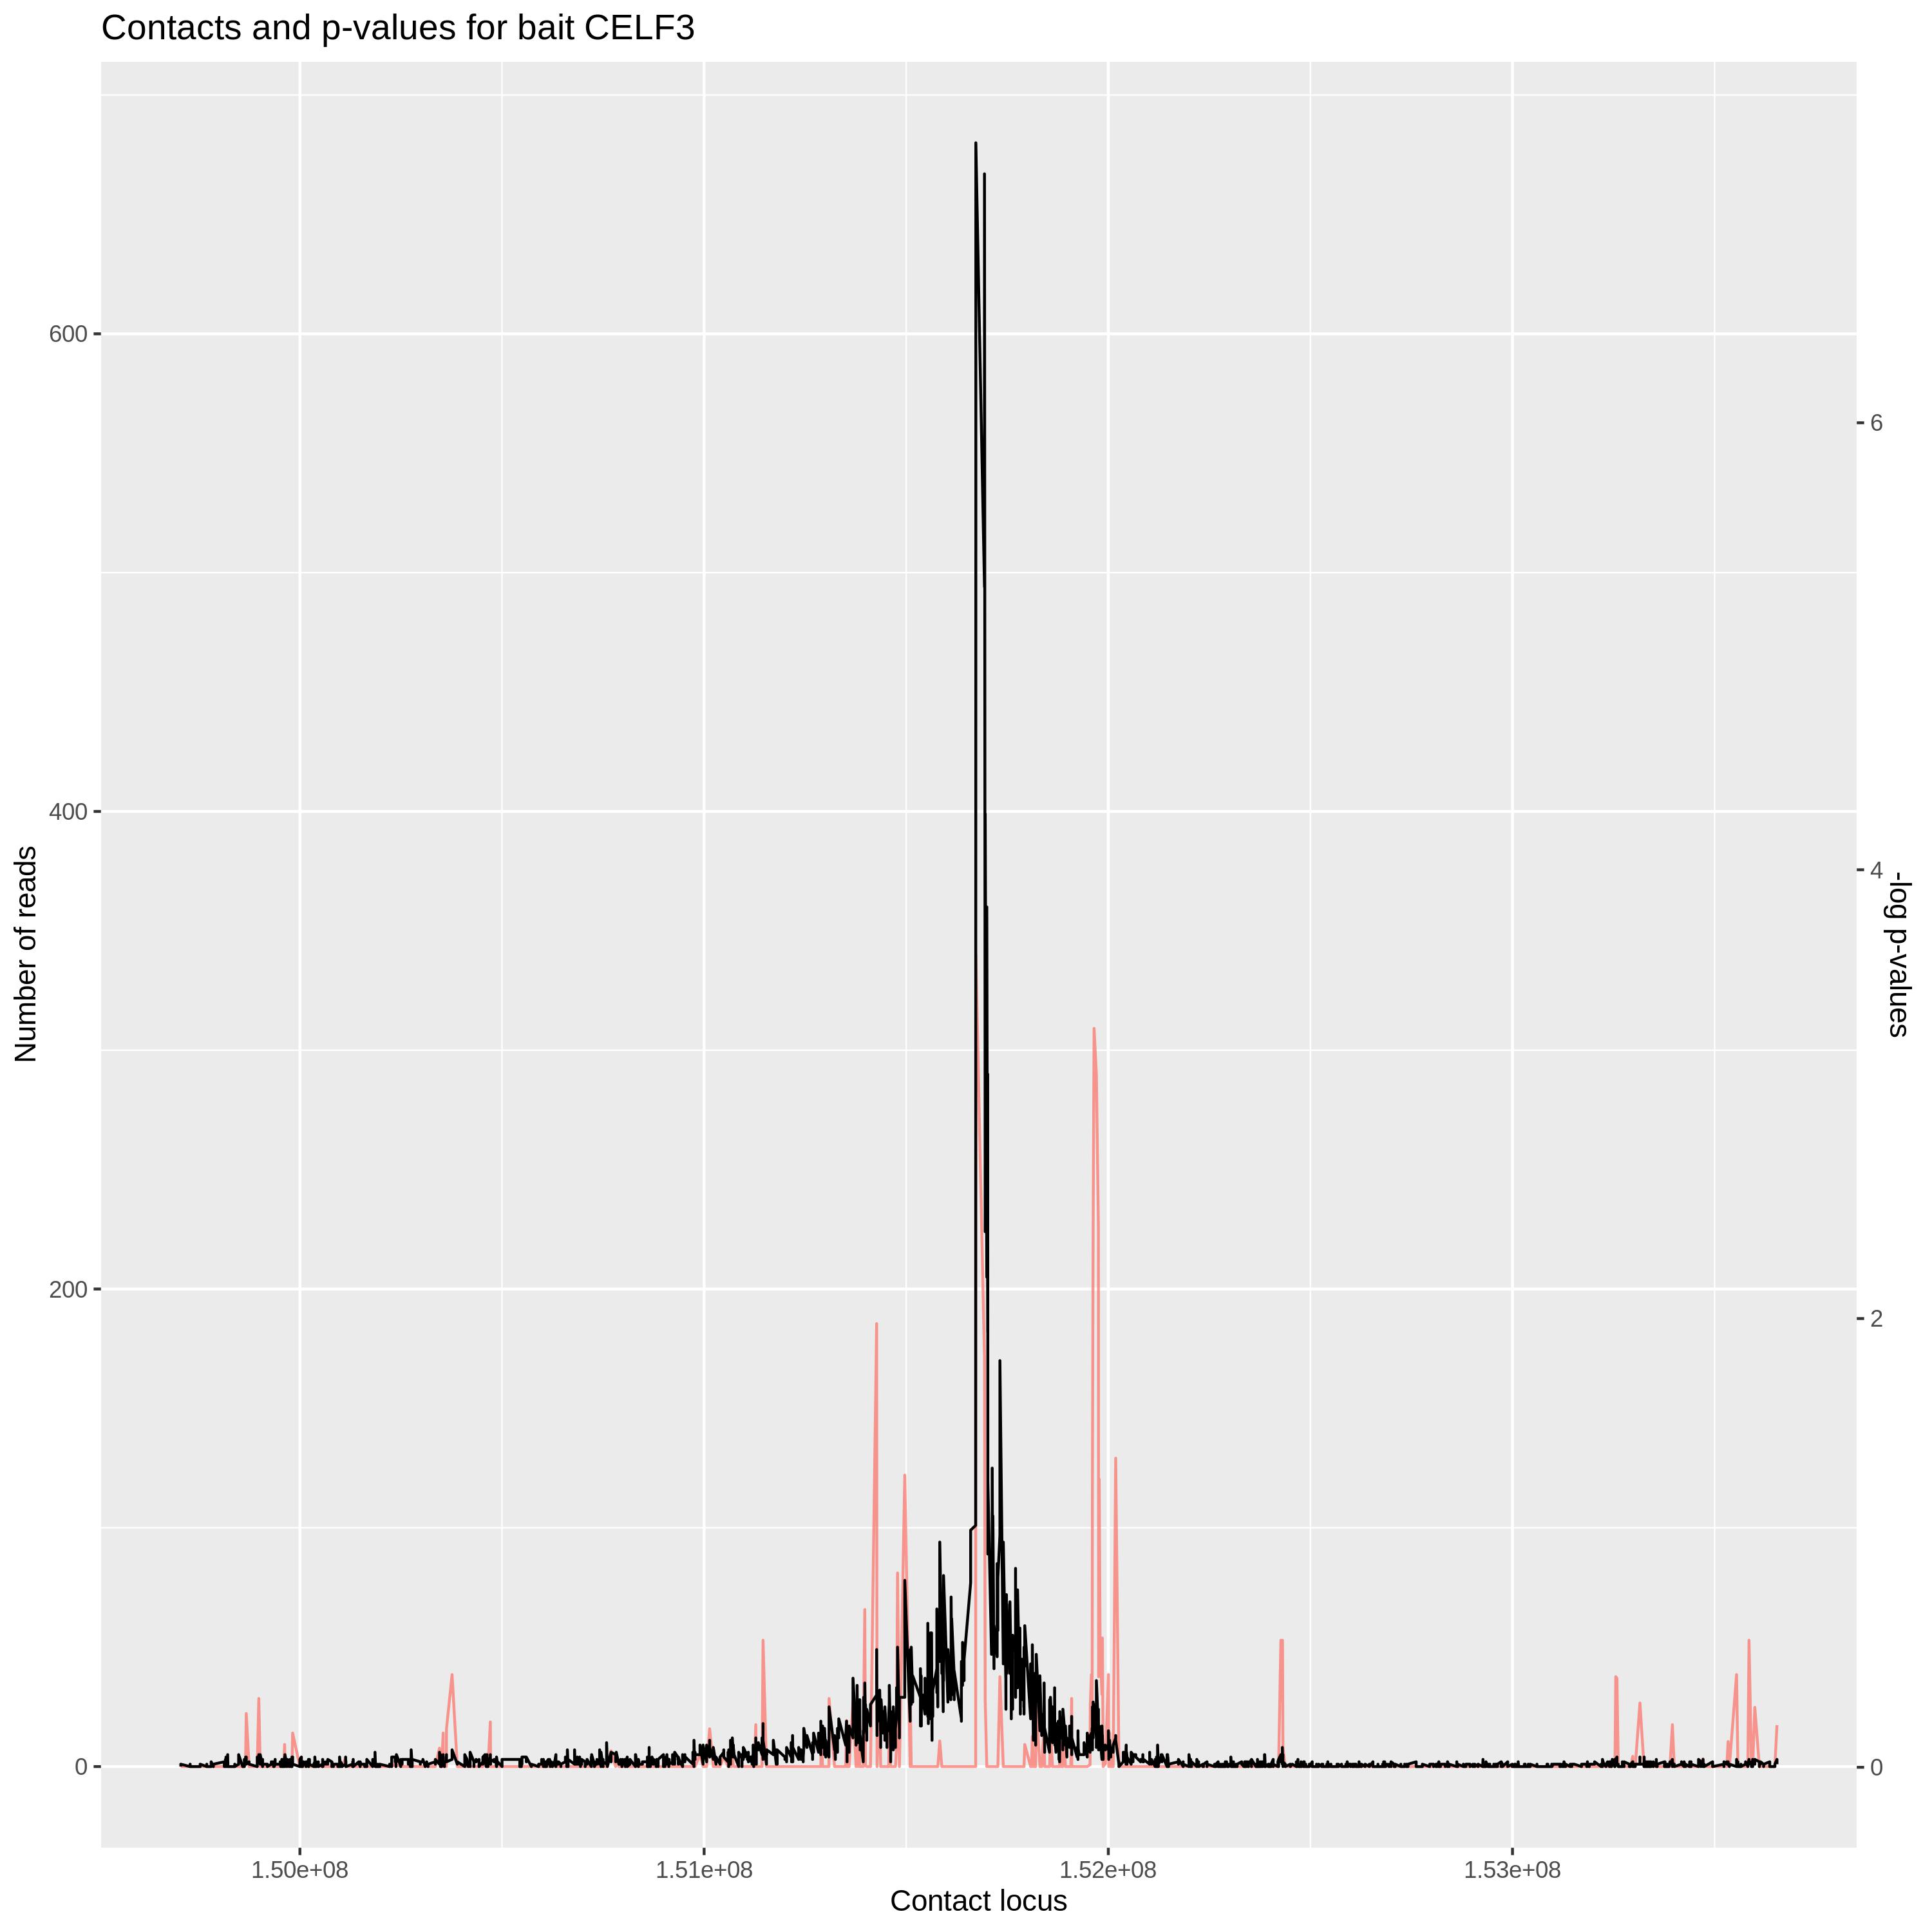 Contacts and p-values for bait CELF3
600
400
200
0
Number of reads
6
4
2
0
-log p-values
1.50e+08
1.51e+08
1.52e+08
1.53e+08
Contact locus